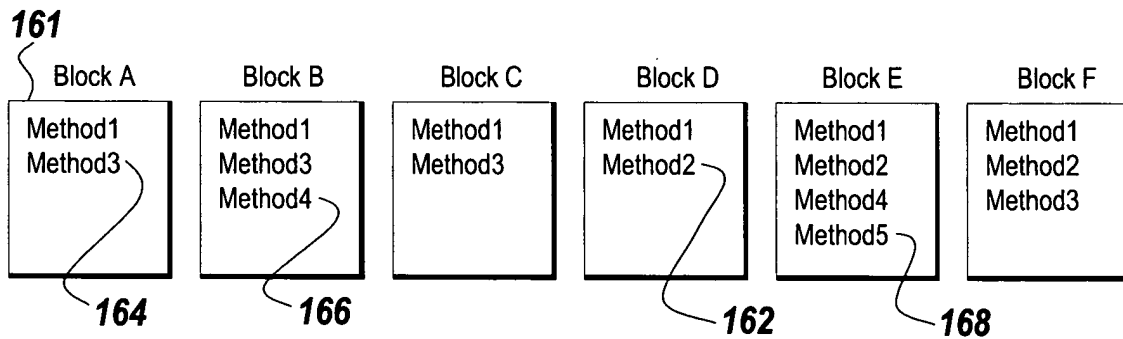 161
Block A
Block B
Block C
Block D
Block E
Block F
Method1
Method3
Method1
Method3
Method4
Method1
Method3
Method1
Method2
Method1
Method2
Method4
Method5
Method1
Method2
Method3
164
166
162
168